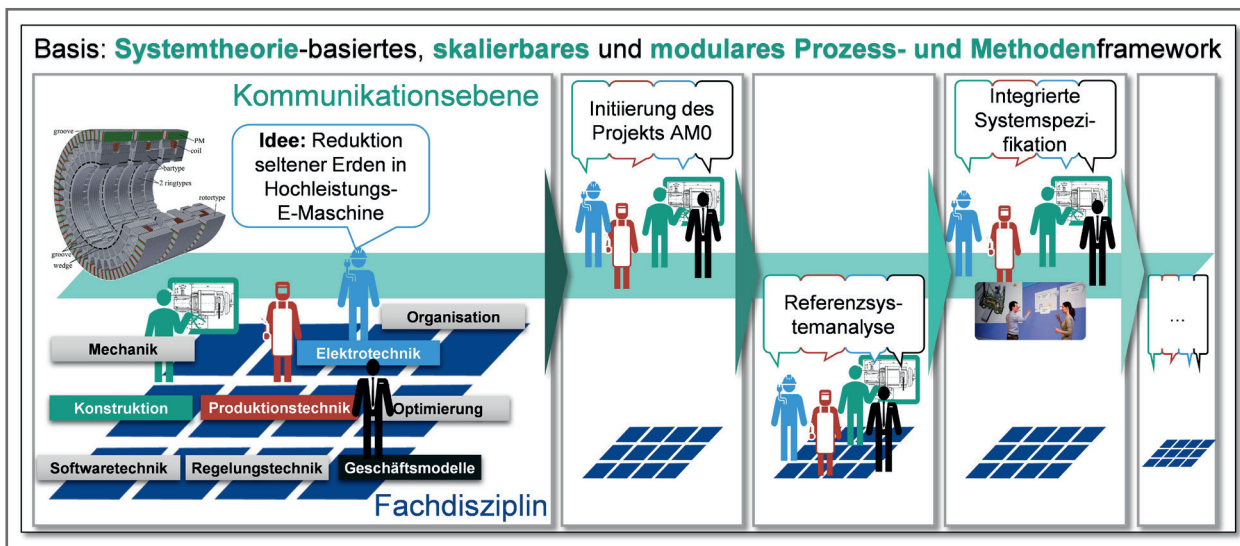 Basis: Systemtheorie-basiertes, skalierbares und modulares Prozess- und Methodenframework
Kommunikationsebene
groove
PM
coil
bartype
2 ringtypes
rotortype
groove
wedge
Idee: Reduktion
seltener Erden in
Hochleistungs-
E-Maschine
Organisation
Mechanik
Elektrotechnik
Konstruktion
Produktionstechnik
Optimierung
Softwaretechnik
Regelungstechnik
Geschäftsmodelle
Fachdisziplin
Initiierung des
Projekts AM0
Referenzsys-
temanalyse
Integrierte
Systemspezi-
fikation
...